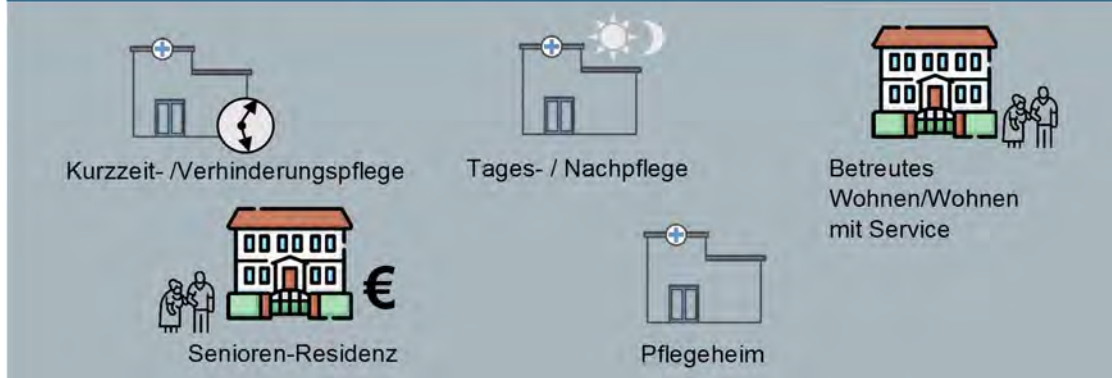 Kurzzeit- /Verhinderungspflege
Tages- / Nachpflege
Betreutes
Wohnen/Wohnen
mit Service
€
Senioren-Residenz
Pflegeheim